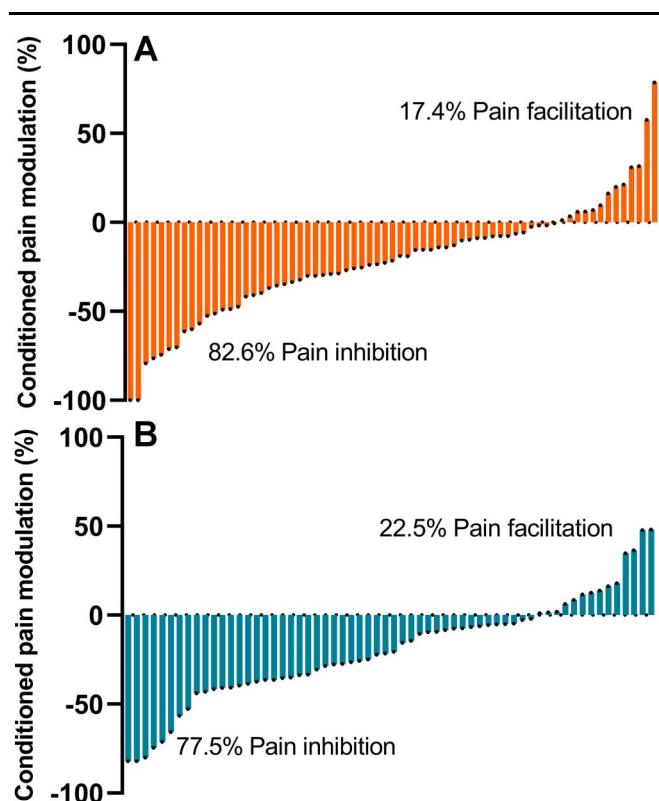 A
Conditioned pain modulation (%)
100
50
0
-50
-100
17.4% Pain facilitation
82.6% Pain inhibition
B
Conditioned pain modulation (%)
100
50
0
-50
-100
22.5% Pain facilitation
77.5% Pain inhibition